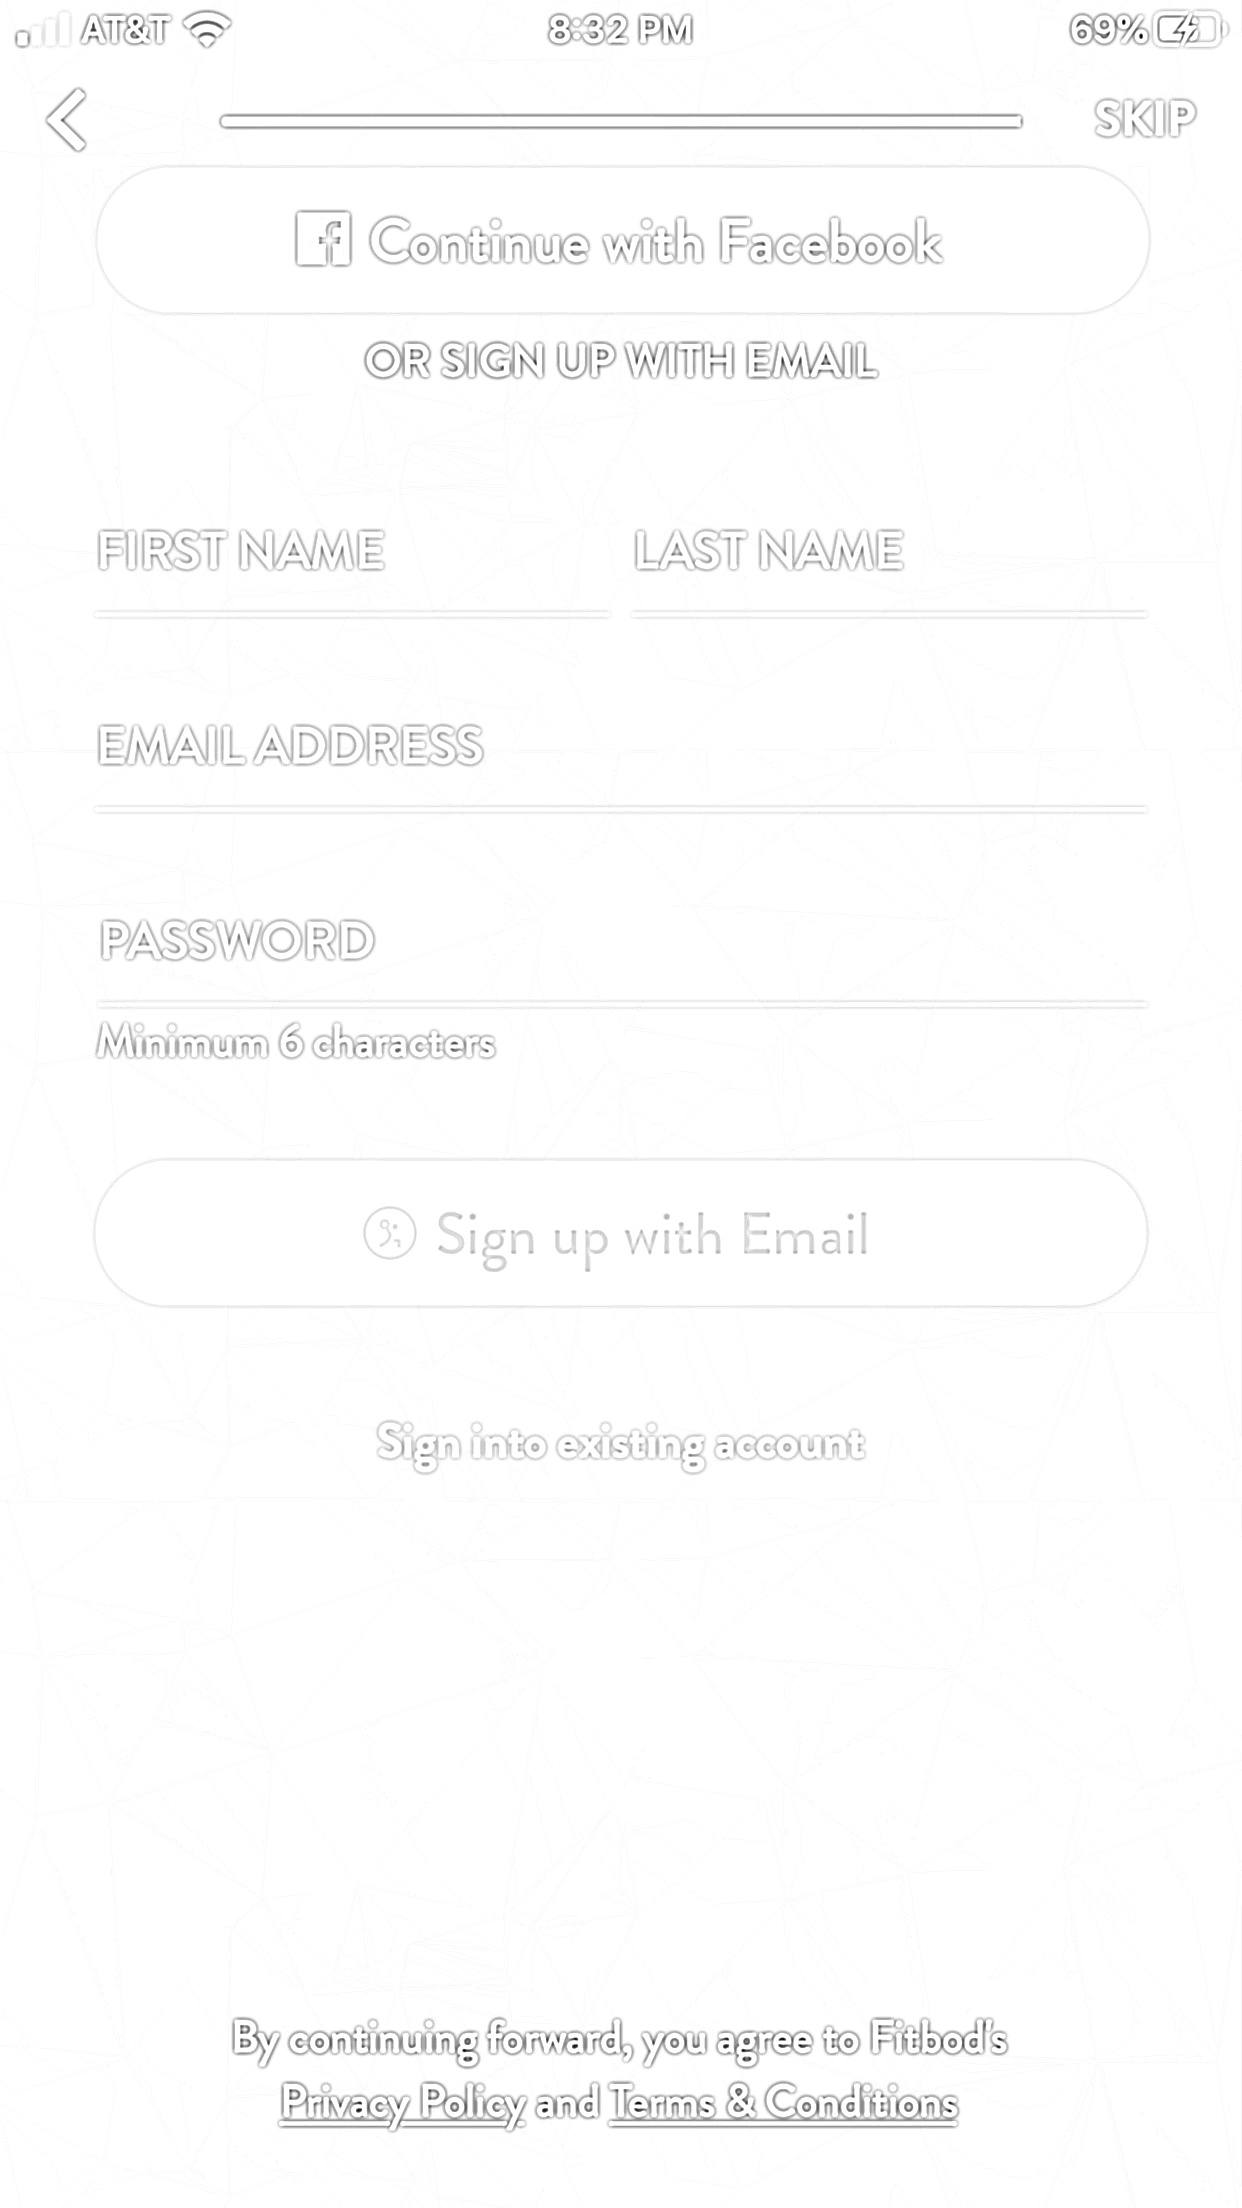 AT&T 8:32 PM 69%
SKIP
Continue with Facebook
OR SIGN UP WITH EMAIL
FIRST NAME LAST NAME
EMAIL ADDRESS
PASSWORD
Minimum 6 characters
Sign up with Email
Sign into existing account
By continuing forward, you agree to Fitbod's
Privacy Policy and Terms & Conditions